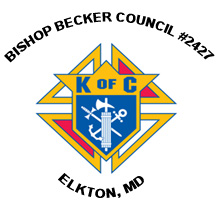 BISHOP BECKER COUNCIL #2427
K OF C
ELKTON, MD